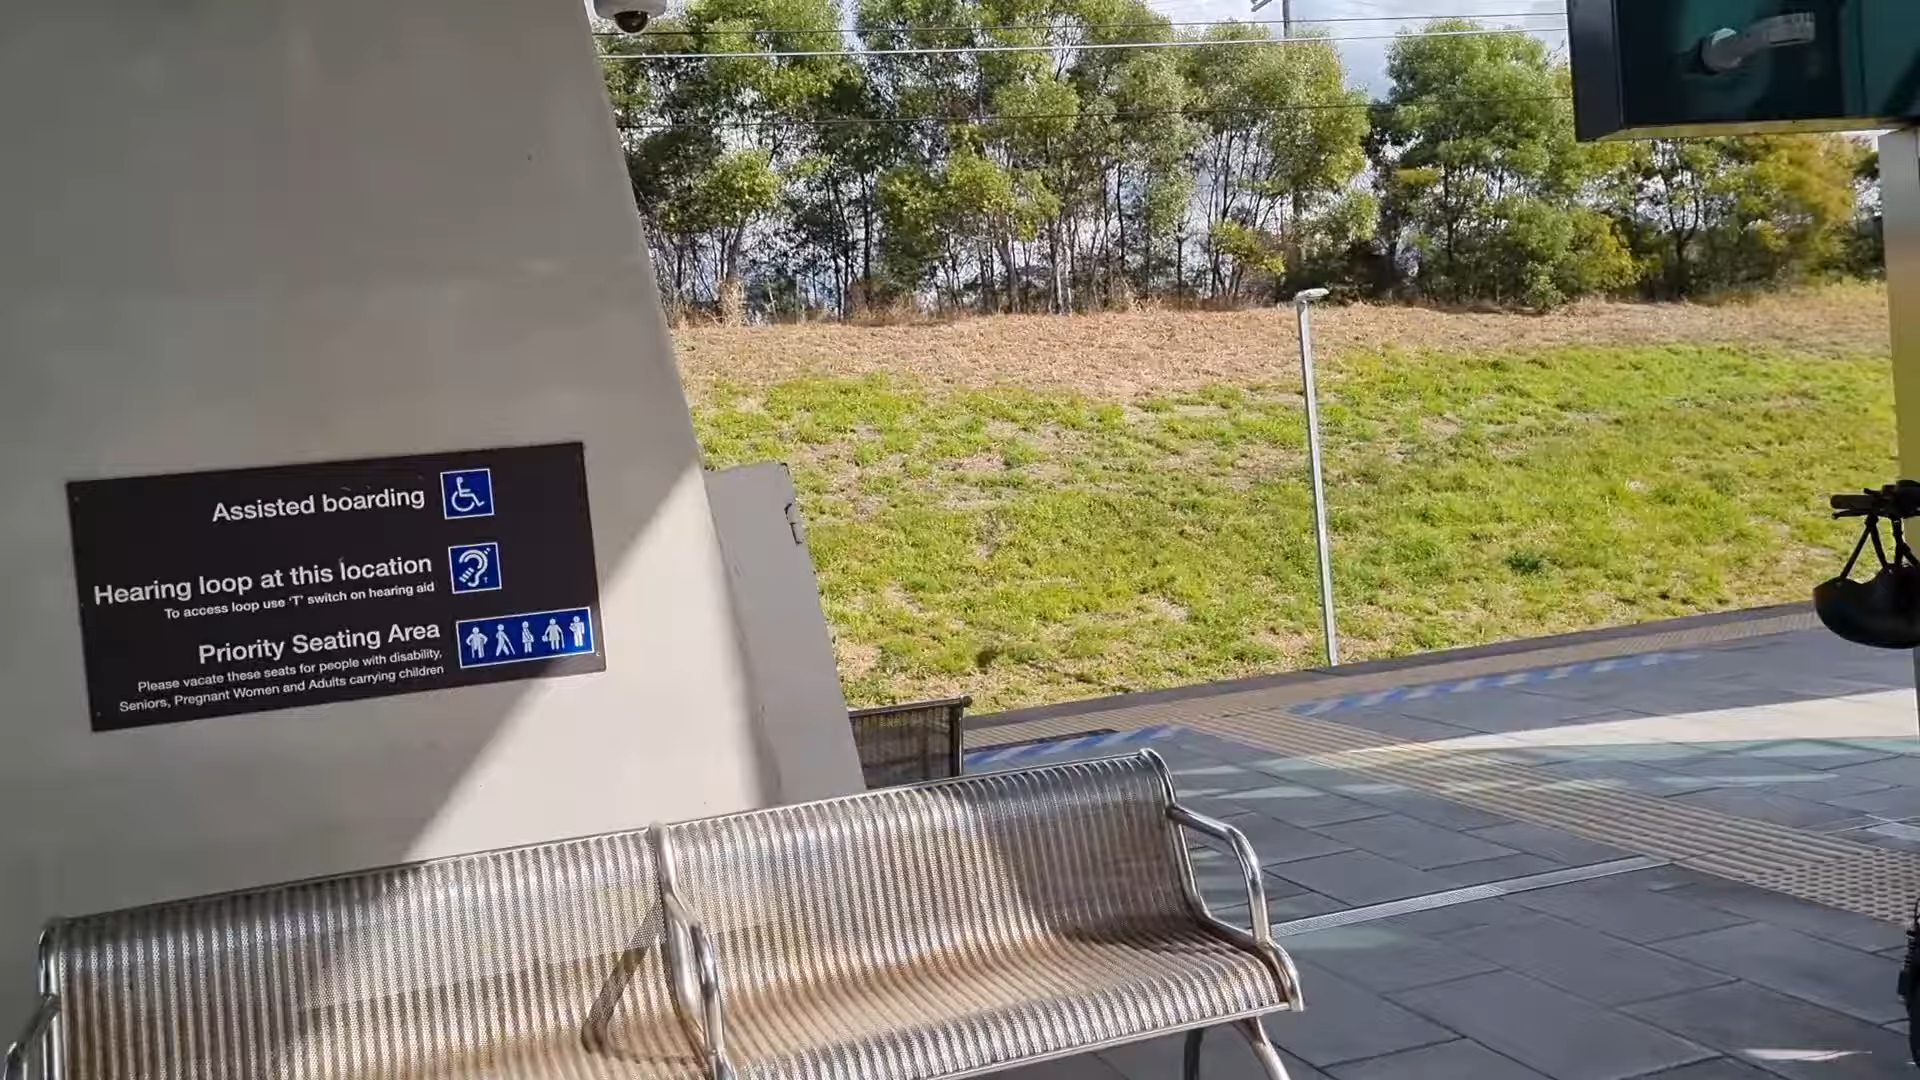 Assisted boarding
Hearing loop at this location
To access loop use 'T' switch on hearing aid
Priority Seating Area
Please vacate these seats for people with disability,
Seniors, Pregnant Women and Adults carrying children